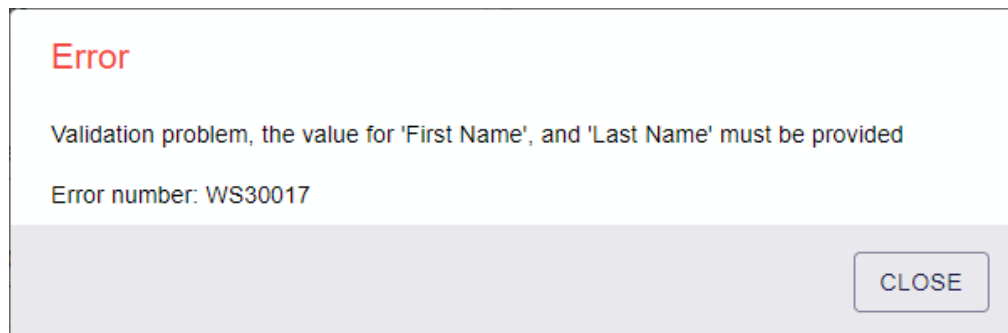 Error
Validation problem, the value for 'First Name', and 'Last Name' must be provided
Error number: WS30017
CLOSE